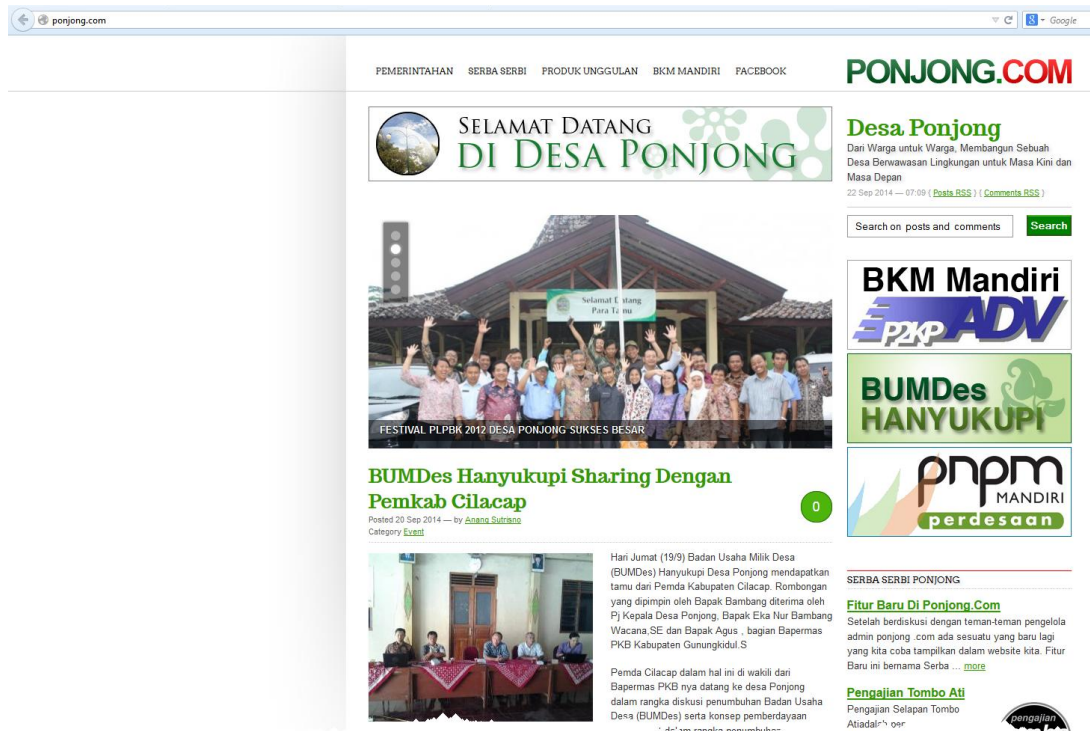 ponjong.com
Google
PEMERINTAHAN SERBA SERBI PRODUK UNGGULAN BKM MANDIRI FACEBOOK
PONJONG.COM
SELAMAT DATANG
DI DESA PONJONG
Desa Ponjong
Dari Warga untuk Warga, Membangun Sebuah
Desa Berwawasan Lingkungan untuk Masa Kini dan
Masa Depan
22 Sep 2014 — 07:09 { Posts RSS } { Comments RSS }
Search on posts and comments Search
Selamat Datang
Para Tamu
FESTIVAL PLPBK 2012 DESA PONJONG SUKSES BESAR
BKM Mandiri
P2KP ADV
BUMDes
HANYUKUPI
pnpm
MANDIRI
perdesaan
BUMDes Hanyukupi Sharing Dengan
Pemkab Cilacap
0
Posted 20 Sep 2014 — by Anang Sutrisno
Category Event
Hari Jumat (19/9) Badan Usaha Milik Desa
(BUMDes) Hanyukupi Desa Ponjong mendapatkan
tamu dari Pemda Kabupaten Cilacap. Rombongan
yang dipimpin oleh Bapak Bambang diterima oleh
Pj Kepala Desa Ponjong, Bapak Eka Nur Bambang
Wacana,SE dan Bapak Agus , bagian Bapermas
PKB Kabupaten Gunungkidul.S
Pemda Cilacap dalam hal ini di wakili dari
Bapermas PKB nya datang ke desa Ponjong
dalam rangka diskusi penumbuhan Badan Usaha
Desa (BUMDes) serta konsep pemberdayaan
SERBA SERBI PONJONG
Fitur Baru Di Ponjong.Com
Setelah berdiskusi dengan teman-teman pengelola
admin ponjong .com ada sesuatu yang baru lagi
yang kita coba tampilkan dalam website kita. Fitur
Baru ini bernama Serba ... more
Pengajian Tombo Ati
Pengajian Selapan Tombo
pengajian